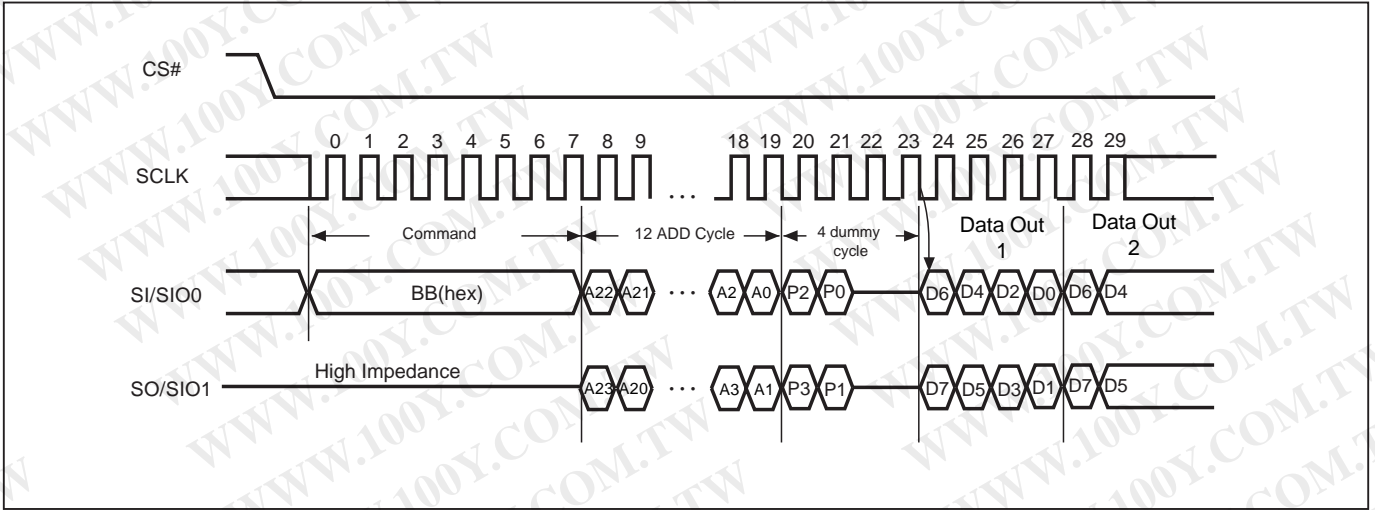 WWW.100Y.COM.TW
CS#
0 1 2 3 4 5 6 7 8 9 18 19 20 21 22 23 24 25 26 27 28 29
SCLK
...
Command 12 ADD Cycle 4 dummy cycle Data Out 1 Data Out 2
SI/SIO0 BB(hex) A22 A21 ... A2 A0 P2 P0 D6 D4 D2 D0 D6 D4
High Impedance
SO/SIO1 A23 A20 ... A3 A1 P3 P1 D7 D5 D3 D1 D7 D5